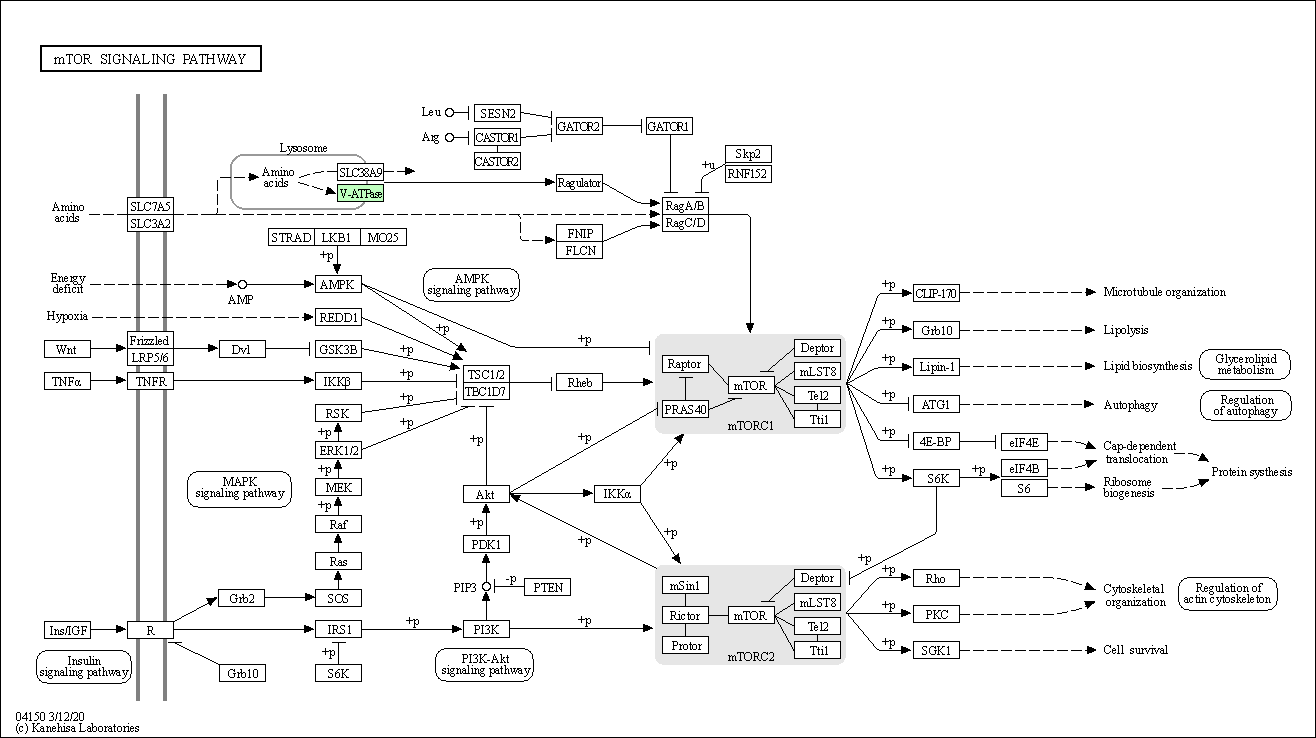 mTOR SIGNALING PATHWAY
Leu
SESN2
GATOR2
GATOR1
Arg
CASTOR1
CASTOR2
Lysosome
Amino
acids
SLC38A9
V-ATPase
Ragulator
+u
Skp2
RNF152
Amino
acids
SLC7A5
SLC3A2
RagA/B
RagC/D
FNIP
FLCN
STRAD
LKB1
MO25
+p
Energy
deficit
AMP
AMPK
AMPK
signaling pathway
Hypoxia
REDD1
+p
Wnt
Frizzled
LRP5/6
Dvl
GSK3B
+p
TNFα
TNFR
IKKβ
+p
TSC1/2
TBC1D7
Rheb
Raptor
PRAS40
mTOR
Deptor
mLST8
Tel2
Tti1
mTORC1
+p
CLIP-170
Microtubule organization
+p
Grb10
Lipolysis
+p
Lipin-1
Lipid biosynthesis
Glycerolipid
metabolism
+p
ATG1
Autophagy
Regulation
of autophagy
+p
4E-BP
eIF4E
Cap-dependent
translocation
+p
S6K
+p
eIF4B
S6
Ribosome
biogenesis
Protein systhesis
RSK
+p
+p
ERK1/2
+p
+p
MEK
+p
Raf
Ras
MAPK
signaling pathway
+p
Akt
+p
IKKα
+p
+p
+p
+p
PDK1
PIP3
-p
PTEN
Grb2
SOS
Ins/IGF
R
IRS1
+p
PI3K
+p
Insulin
signaling pathway
Grb10
+p
S6K
PI3K-Akt
signaling pathway
mSin1
Rictor
Protor
mTOR
Deptor
mLST8
Tel2
Tti1
mTORC2
+p
+p
Rho
+p
PKC
Cytoskeletal
organization
Regulation of
actin cytoskeleton
+p
SGK1
Cell survival
04150 3/12/20
(c) Kanehisa Laboratories